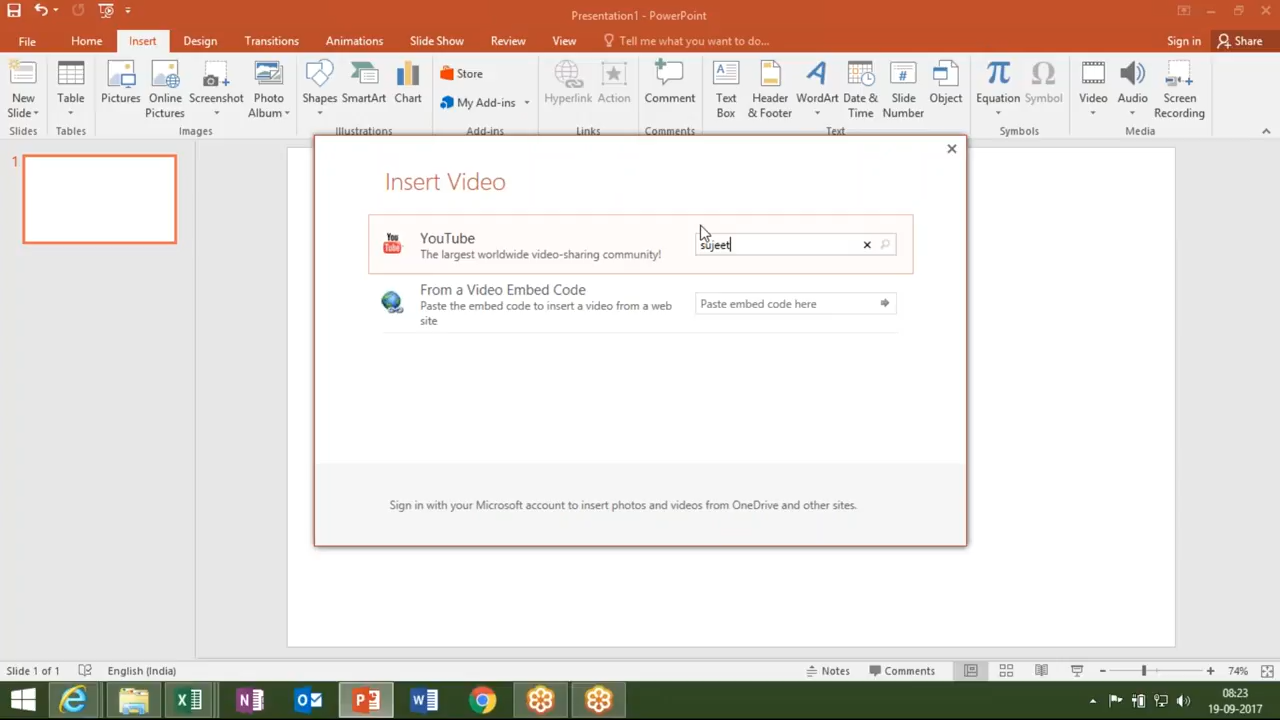 Presentation1 - PowerPoint
File Home Insert Design Transitions Animations Slide Show Review View Tell me what you want to do... Sign in Share
New Slide Table Pictures Online Pictures Screenshot Photo Album Shapes SmartArt Chart Store My Add-ins Hyperlink Action Comment Text Box Header & Footer WordArt Date & Time Slide Number Object Equation Symbol Video Audio Screen Recording
Slides Tables Images Illustrations Add-ins Links Comments Text Symbols Media
1
Insert Video
You Tube
YouTube
The largest worldwide video-sharing community!
sujeet
From a Video Embed Code
Paste the embed code to insert a video from a web
site
Paste embed code here
Sign in with your Microsoft account to insert photos and videos from OneDrive and other sites.
Slide 1 of 1 English (India) Notes Comments 74%
08:23
19-09-2017